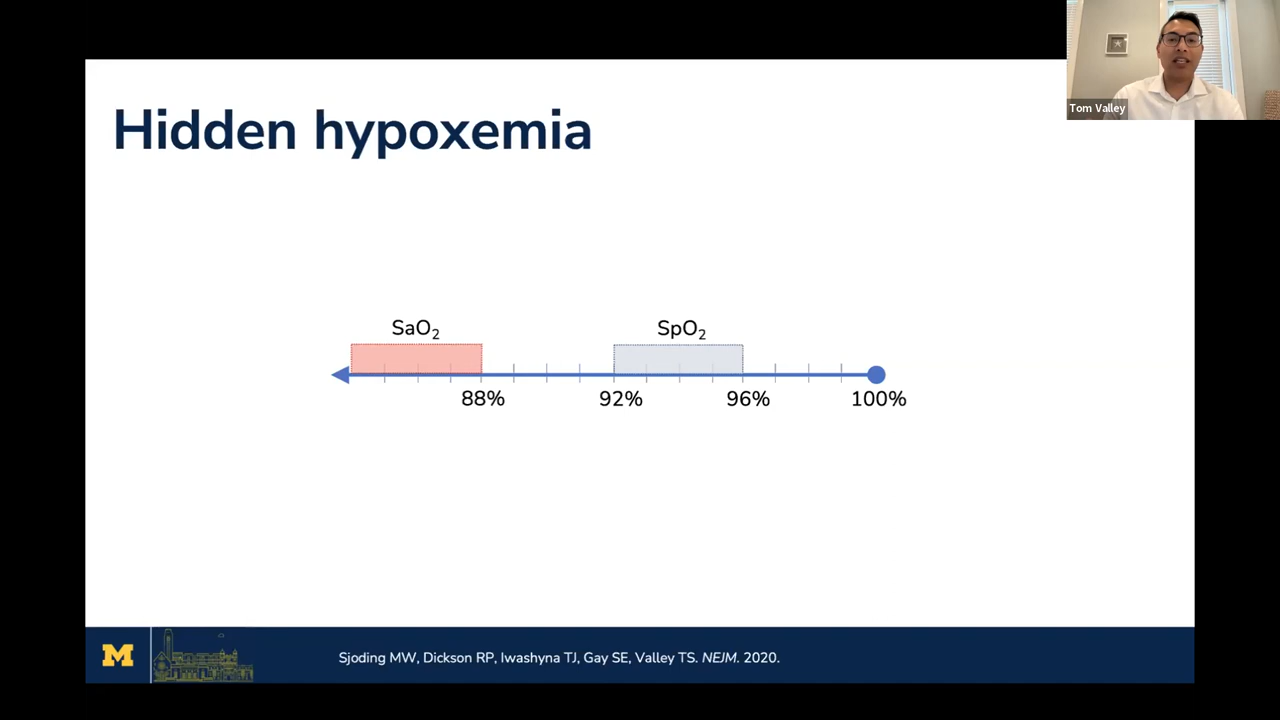 Tom Valley
Hidden hypoxemia
SaO₂ SpO₂
88% 92% 96% 100%
M
Sjoding MW, Dickson RP, Iwashyna TJ, Gay SE, Valley TS. NEJM. 2020.